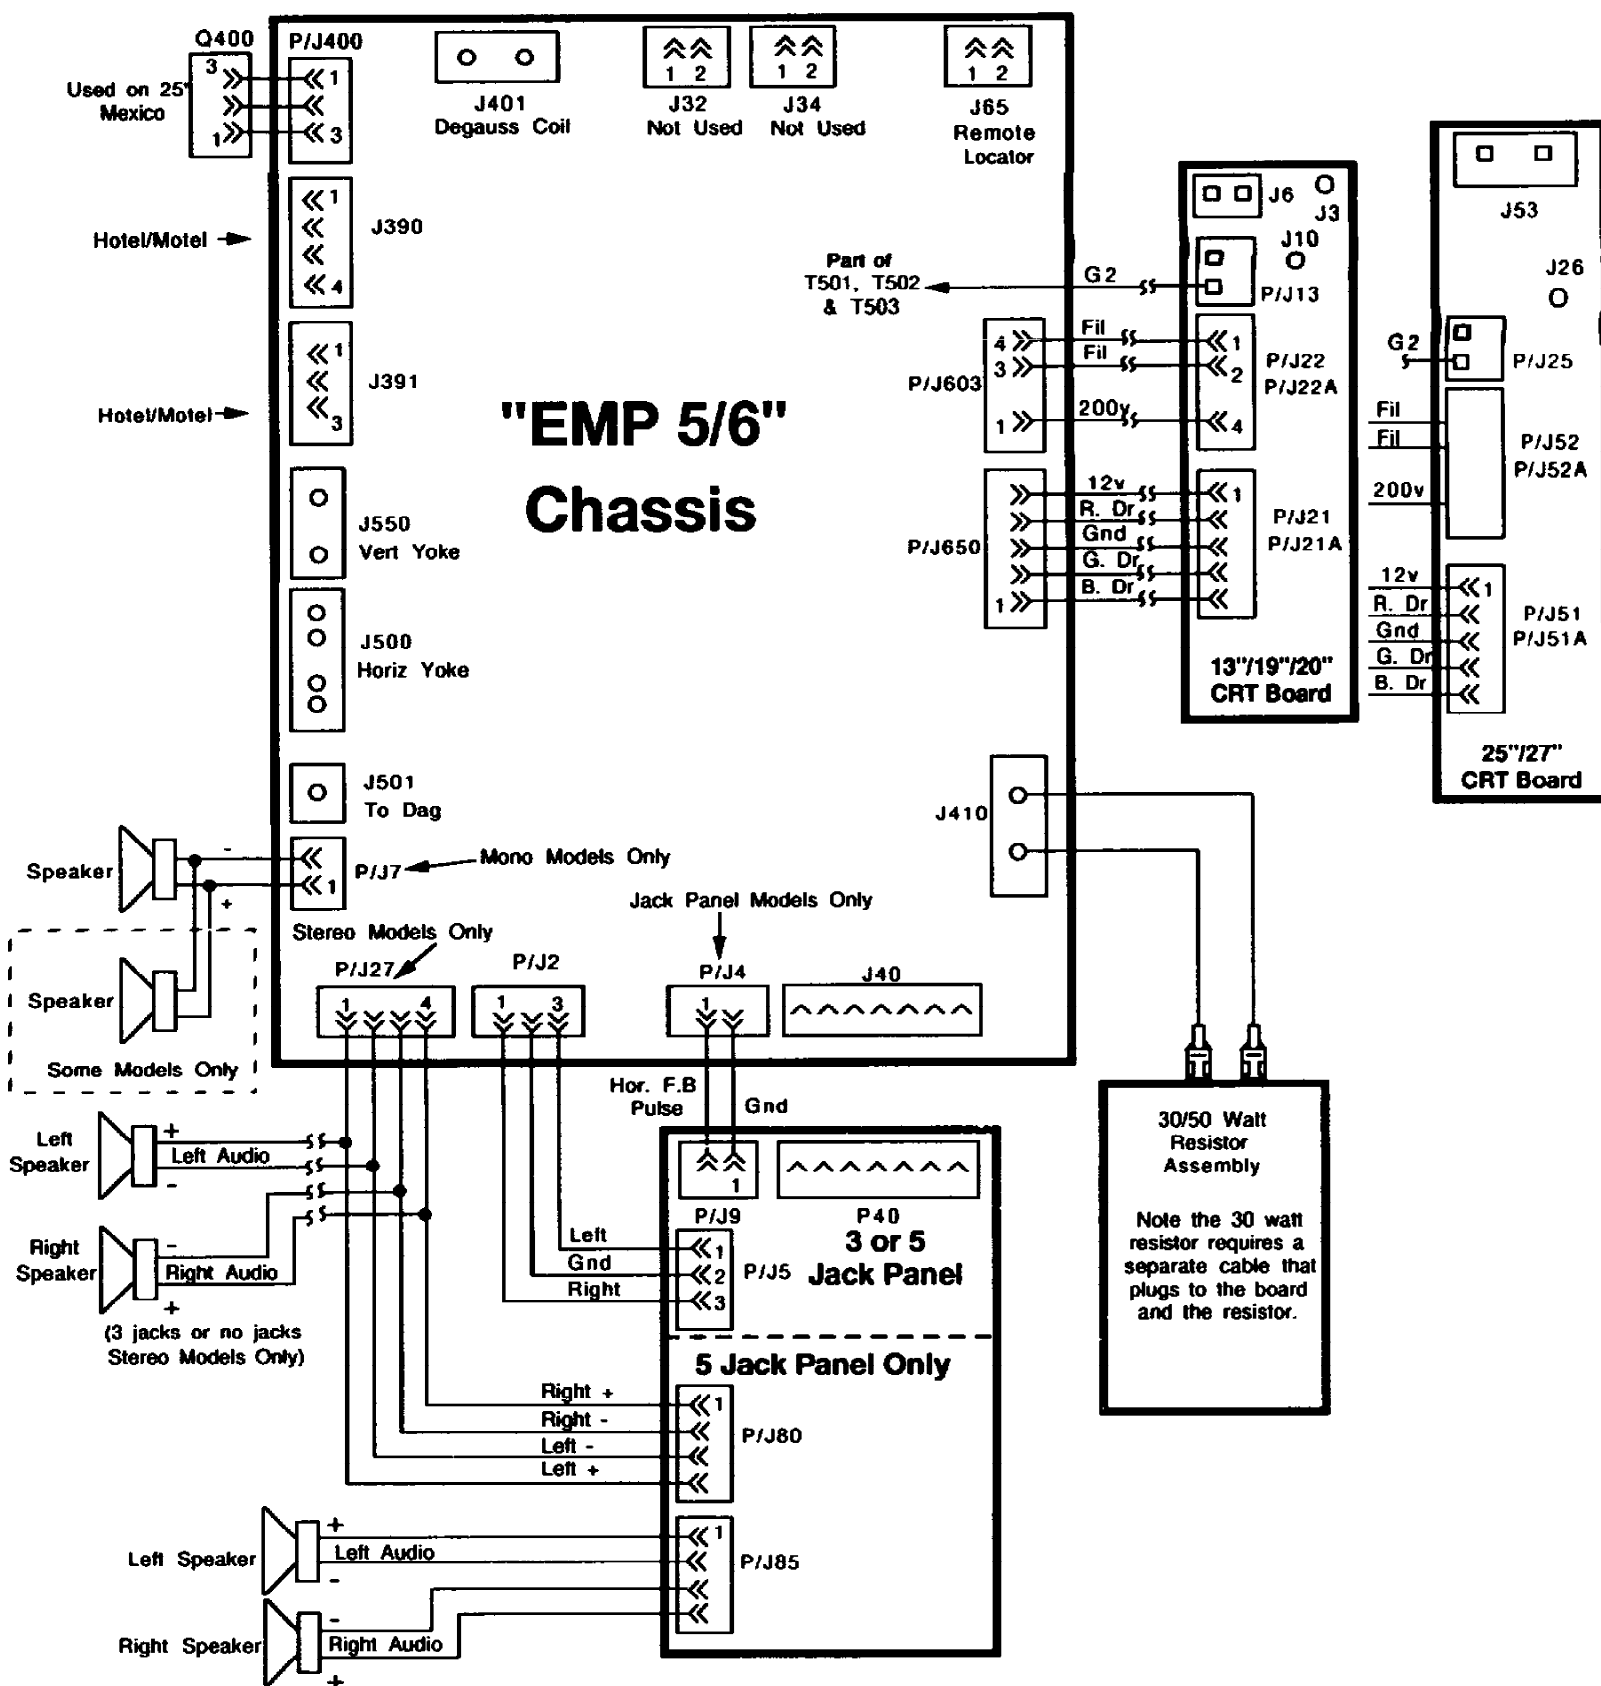 Q400
3
1
Used on 25"
Mexico
P/J400
1
3
J401
Degauss Coil
1 2
J32
Not Used
1 2
J34
Not Used
1 2
J65
Remote
Locator
Hotel/Motel
1
4
J390
Hotel/Motel
1
3
J391
"EMP 5/6"
Chassis
J550
Vert Yoke
J500
Horiz Yoke
J501
To Dag
Part of
T501, T502
& T503
G2
P/J603
4
3
1
Fil
Fil
200v
P/J650
1
12v
R. Dr
Gnd
G. Dr
B. Dr
J6
J3
J10
P/J13
1
2
4
P/J22
P/J22A
1
P/J21
P/J21A
13"/19"/20"
CRT Board
J53
J26
G2
P/J25
Fil
Fil
200v
P/J52
P/J52A
12v
R. Dr
Gnd
G. Dr
B. Dr
1
P/J51
P/J51A
25"/27"
CRT Board
J410
Speaker
-
+
1
P/J7
Mono Models Only
Speaker
Some Models Only
Stereo Models Only
P/J27
1 4
P/J2
1 3
Jack Panel Models Only
P/J4
1
J40
Hor. F.B
Pulse
Gnd
Left
Speaker
+
Left Audio
-
Right
Speaker
-
Right Audio
+
(3 jacks or no jacks
Stereo Models Only)
1
P/J9
P40
3 or 5
Jack Panel
Left
Gnd
Right
1
2
3
P/J5
5 Jack Panel Only
Right +
Right -
Left -
Left +
1
P/J80
Left Speaker
+
Left Audio
-
1
P/J85
Right Speaker
-
Right Audio
+
30/50 Watt
Resistor
Assembly
Note the 30 watt
resistor requires a
separate cable that
plugs to the board
and the resistor.